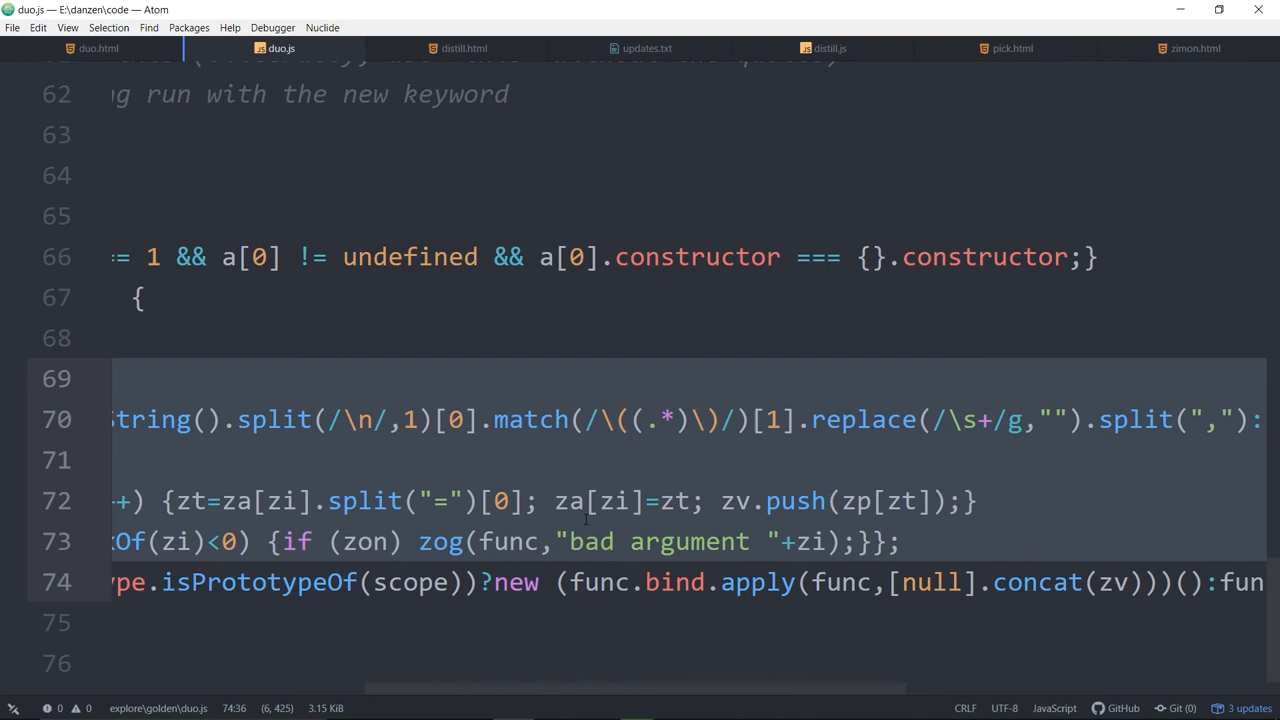 duo.js — E:\danzen\code — Atom
File Edit View Selection Find Packages Help Debugger Nuclide
duo.html duo.js distill.html updates.txt distill.js pick.html zimon.html
62 ng run with the new keyword
63
64
65
66 == 1 && a[0] != undefined && a[0].constructor === {}.constructor;}
67 {
68
69
70 String().split(/\n/,1)[0].match(/\((.*)\)/)[1].replace(/\s+/g,"").split(","):
71
72 ++) {zt=za[zi].split("=")[0]; za[zi]=zt; zv.push(zp[zt]);}
73 xOf(zi)<0) {if (zon) zog(func,"bad argument "+zi);}};
74 ype.isPrototypeOf(scope))?new (func.bind.apply(func,[null].concat(zv)))():fun
75
76
0 0 74:36 (6, 425) 3.15 KiB explore\golden\duo.js CRLF UTF-8 JavaScript GitHub Git (0) 3 updates